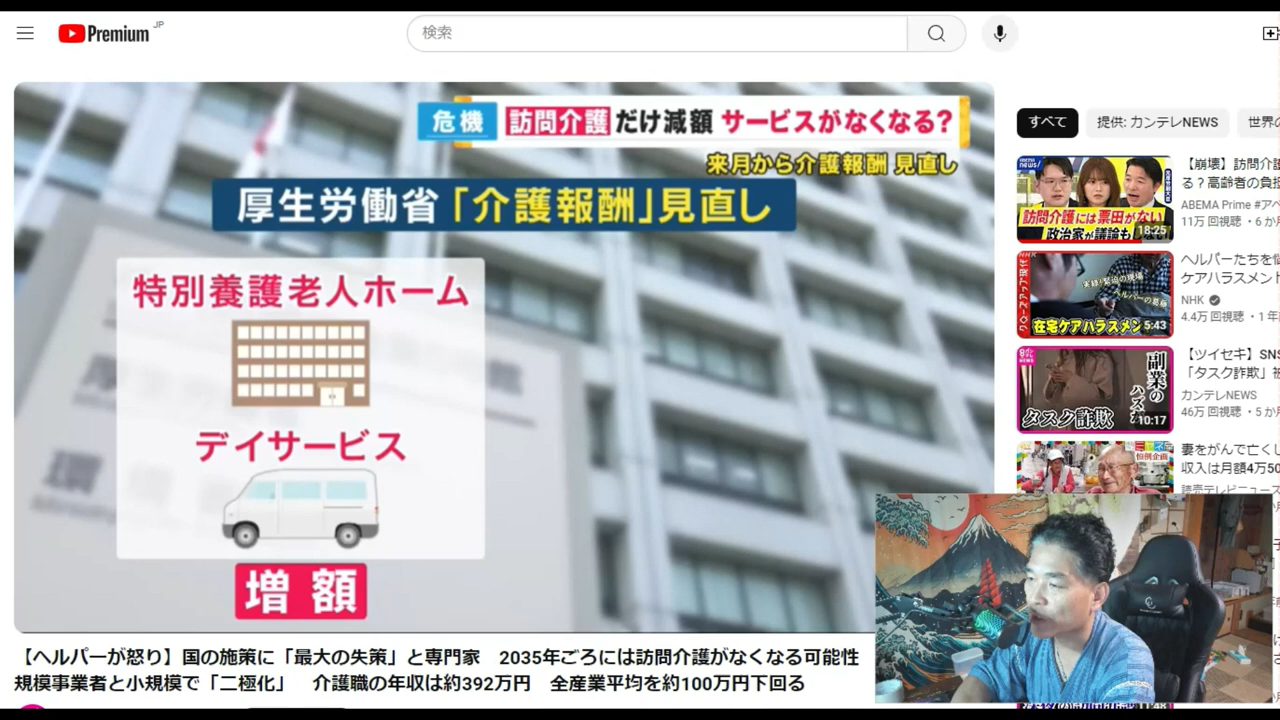 Premium JP
検索
危機 訪問介護だけ減額 サービスがなくなる?
来月から介護報酬 見直し
厚生労働省「介護報酬」見直し
特別養護老人ホーム
デイサービス
増額
【ヘルパーが怒り】国の施策に「最大の失策」と専門家　2035年ごろには訪問介護がなくなる可能性
規模事業者と小規模で「二極化」　介護職の年収は約392万円　全産業平均を約100万円下回る
すべて
提供: カンテレNEWS
世界の
訪問介護には票田がない
政治家が議論も
18:25
【崩壊】訪問介
る？高齢者の負担
ABEMA Prime #アベ
11万 回視聴 ・6 か
在宅ケアハラスメン
5:43
ヘルパーたちを悩
ケアハラスメント
NHK
4.4万 回視聴 ・1 年
副業の
タスク詐欺
10:17
【ツイセキ】SNS
「タスク詐欺」被
カンテレNEWS
46万 回視聴 ・5 か月
恒例企画
妻をがんで亡くし
収入は月額4万50
読売テレビニュース